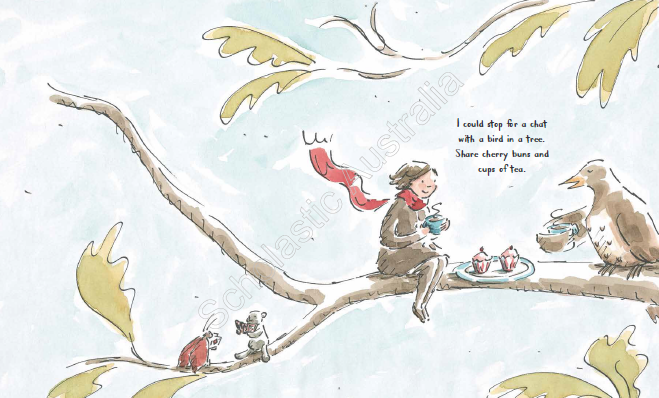 I could stop for a chat
with a bird in a tree.
Share cherry buns and
cups of tea.
Scholastic Australia